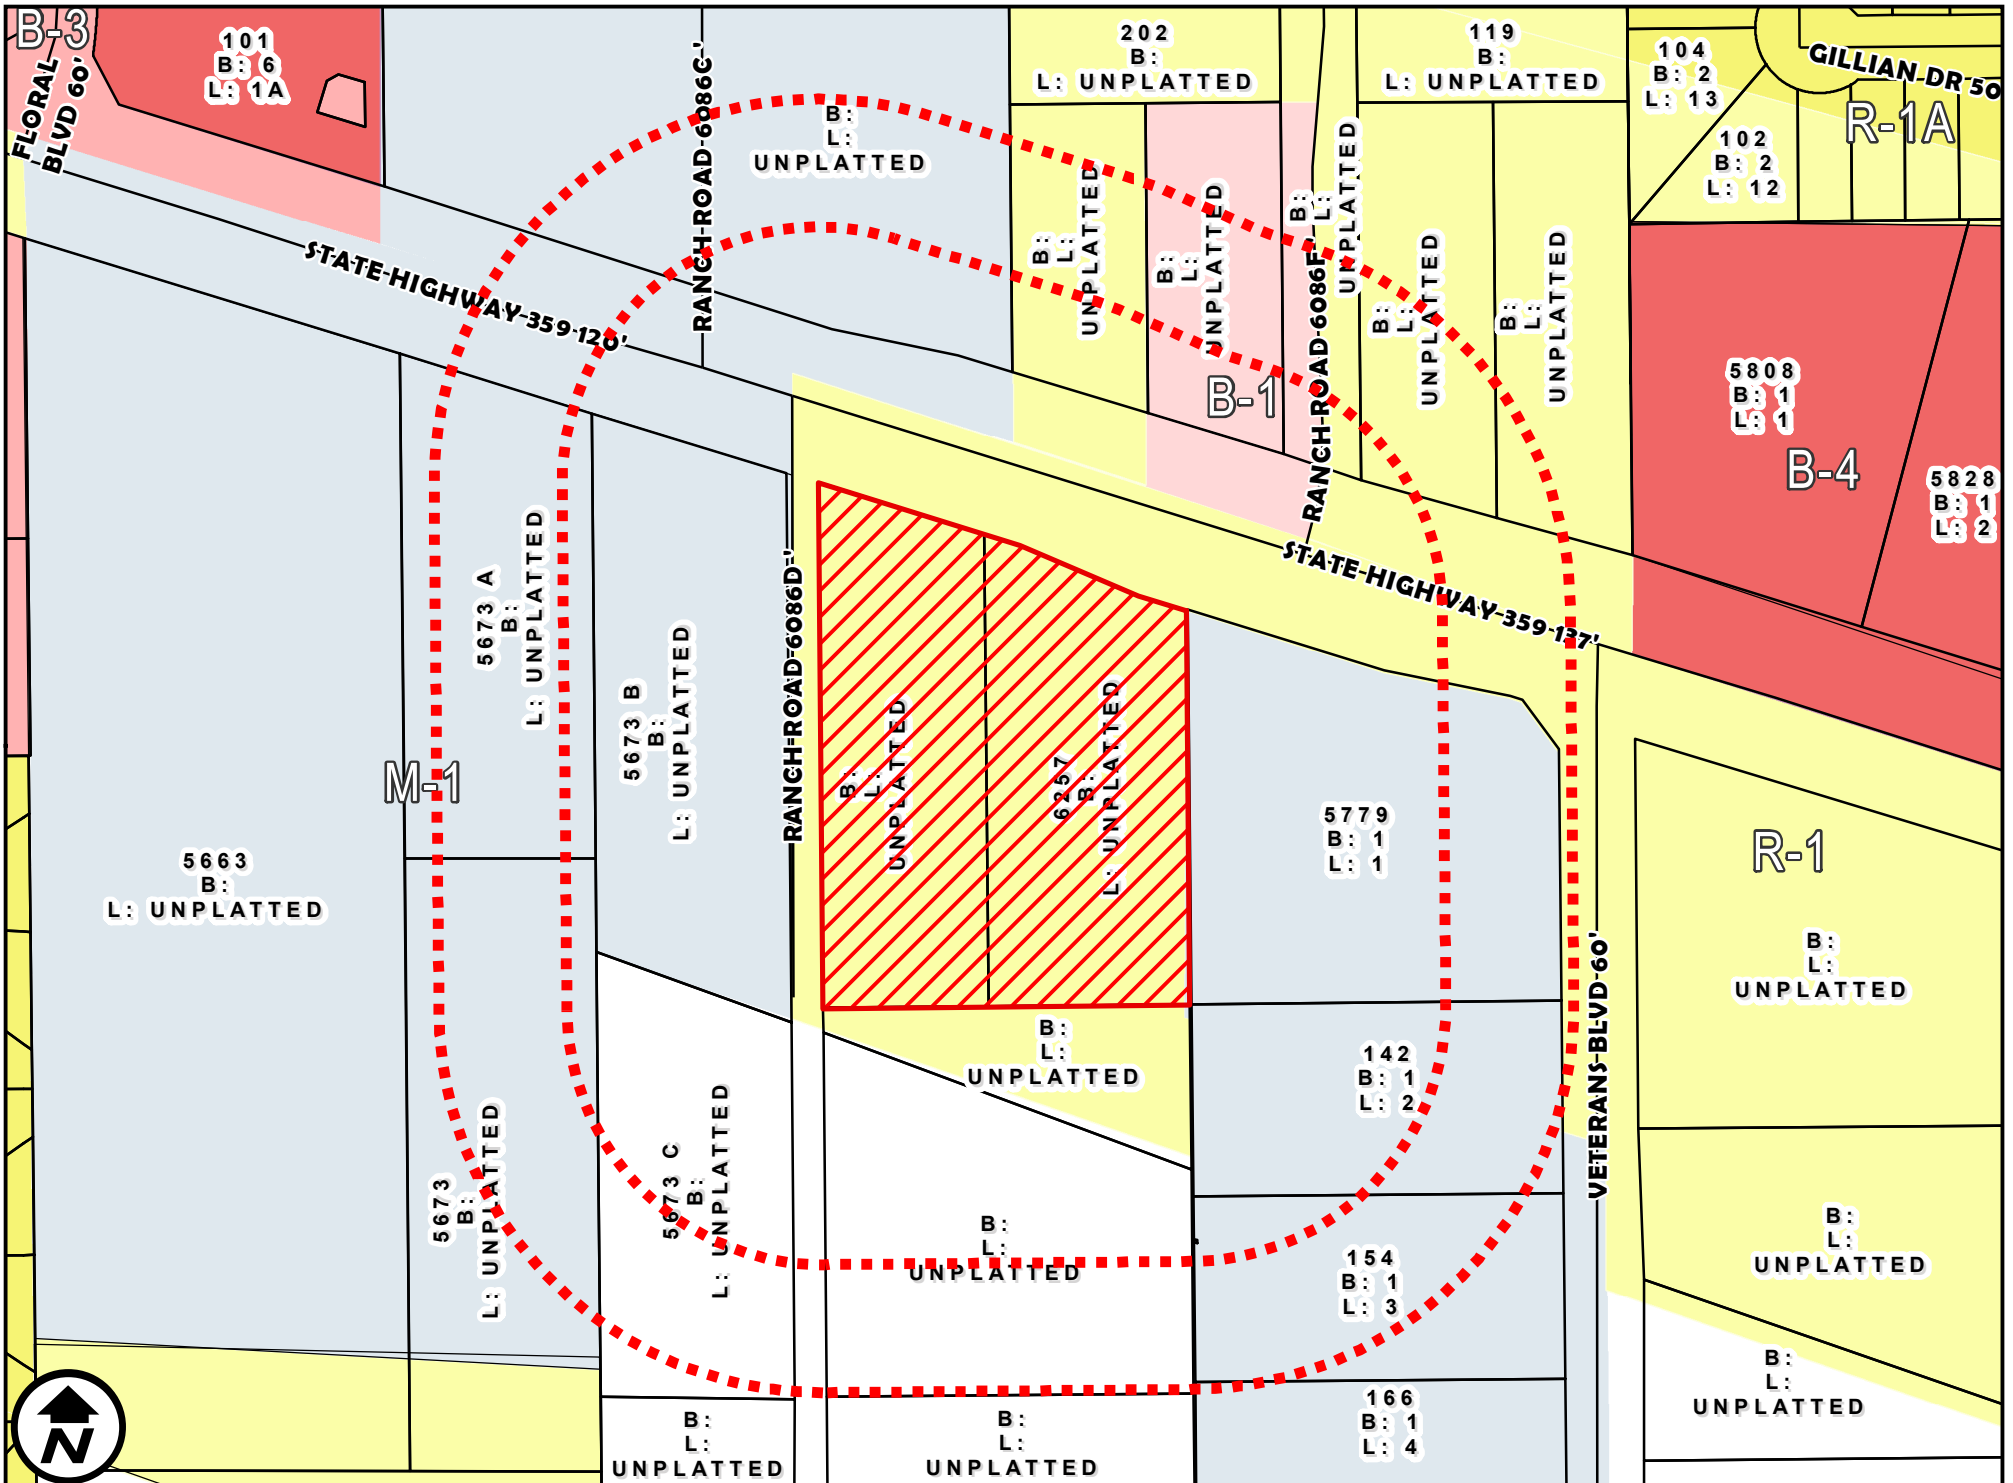 B-3
FLORAL
BLVD 60'
101
B: 6
L: 1A
RANCH-ROAD-6086C-'
B:
L:
UNPLATTED
202
B:
L: UNPLATTED
119
B:
L: UNPLATTED
104
B: 2
L: 13
GILLIAN DR 50
R-1A
102
B: 2
L: 12
B:
L:
UNPLATTED
B:
L:
UNPLATTED
B:
L:
UNPLATTED
B:
L:
UNPLATTED
B:
L:
UNPLATTED
STATE-HIGHWAY-359-120'
B-1
RANCH-ROAD-6086F-'
5808
B: 1
L: 1
B-4
5828
B: 1
L: 2
STATE-HIGHWAY-359-137'
5673 A
B:
L: UNPLATTED
5673 B
B:
L: UNPLATTED
RANCH-ROAD-6086D-'
B:
L:
UNPLATTED
6257
B:
L: UNPLATTED
M-1
5779
B: 1
L: 1
R-1
5663
B:
L: UNPLATTED
B:
L:
UNPLATTED
VETERANS-BLVD-60'
B:
L:
UNPLATTED
142
B: 1
L: 2
5673
B:
L: UNPLATTED
5673 C
B:
L: UNPLATTED
B:
L:
UNPLATTED
154
B: 1
L: 3
B:
L:
UNPLATTED
B:
L:
UNPLATTED
166
B: 1
L: 4
B:
L:
UNPLATTED
B:
L:
UNPLATTED
N